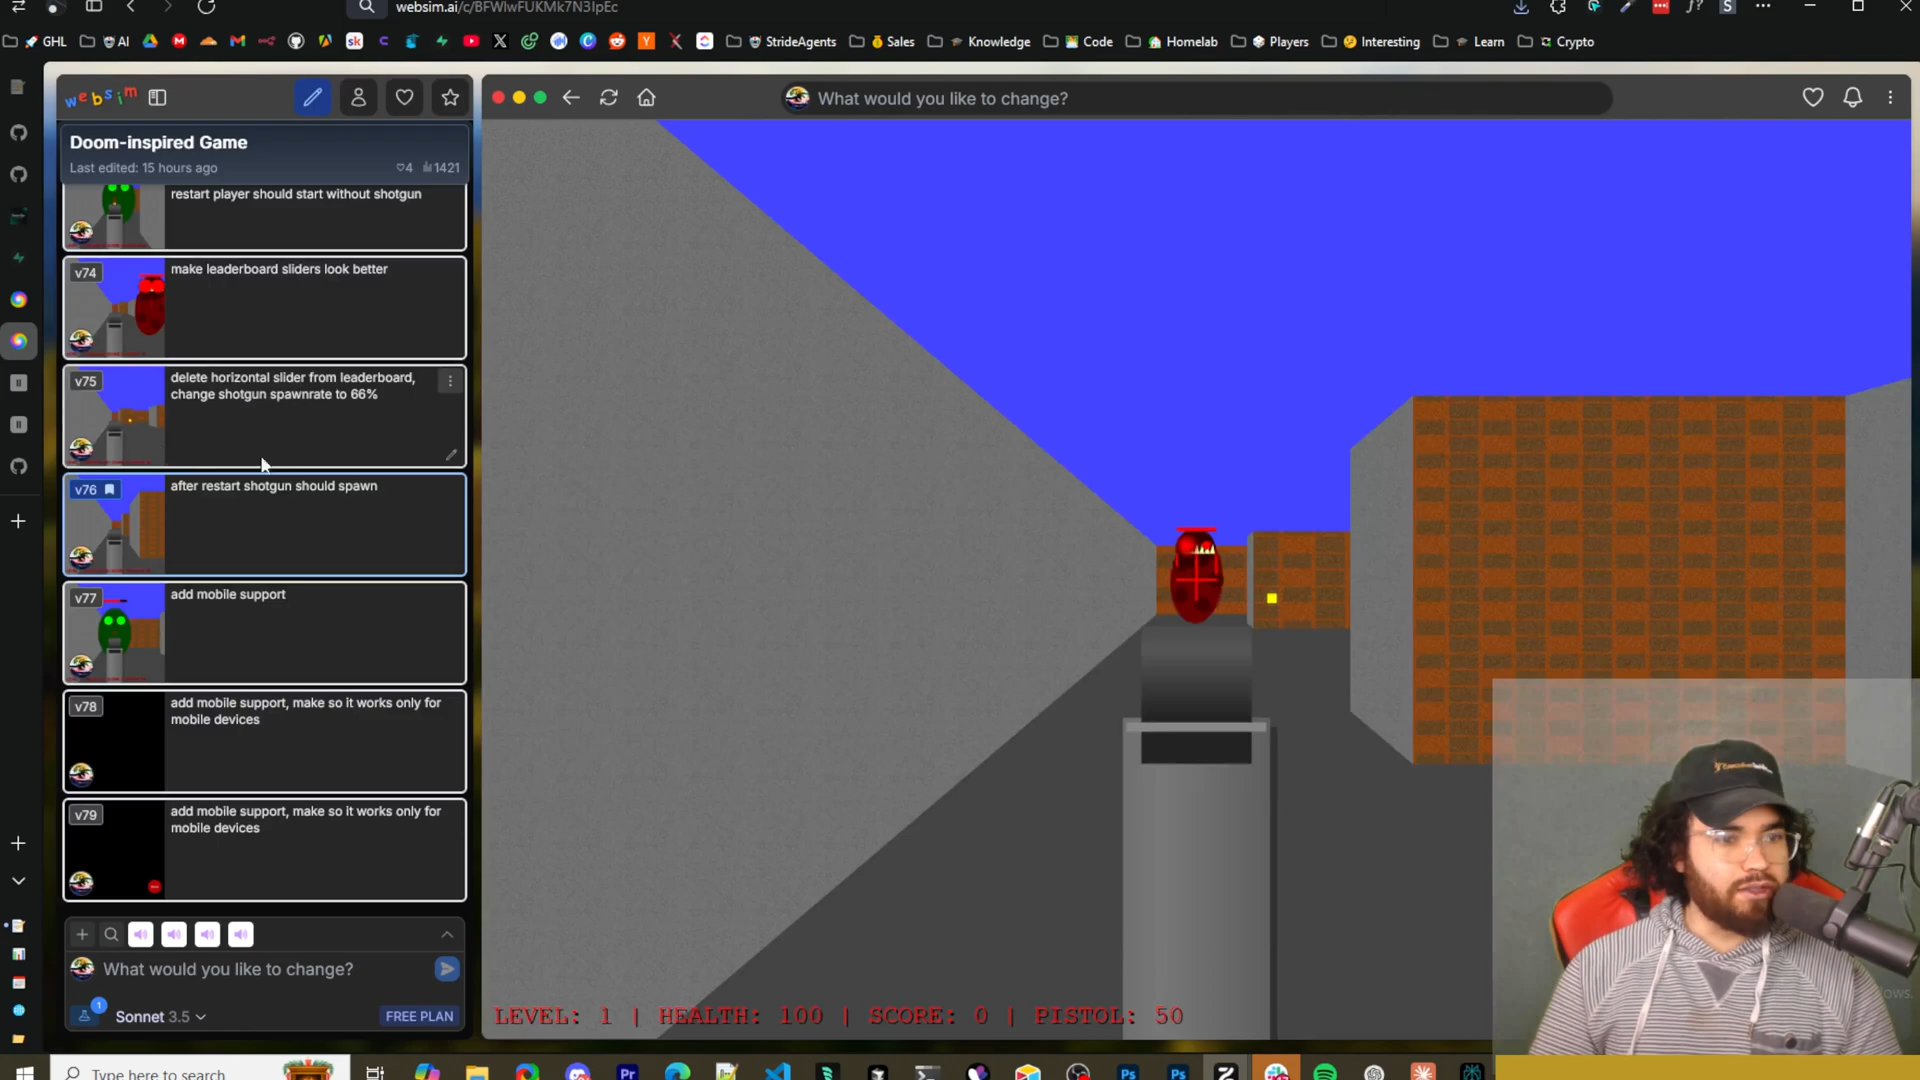 websim.ai/c/BFWlwFUKMk7N3IpEc
GHL
AI
sk
StrideAgents
Sales
Knowledge
Code
Homelab
Players
Interesting
Learn
Crypto
websim
What would you like to change?
Doom-inspired Game
Last edited: 15 hours ago
4
1421
restart player should start without shotgun
v74
make leaderboard sliders look better
v75
delete horizontal slider from leaderboard,
change shotgun spawnrate to 66%
v76
after restart shotgun should spawn
v77
add mobile support
v78
add mobile support, make so it works only for
mobile devices
v79
add mobile support, make so it works only for
mobile devices
What would you like to change?
1
Sonnet 3.5
FREE PLAN
LEVEL: 1 | HEALTH: 100 | SCORE: 0 | PISTOL: 50
Type here to search